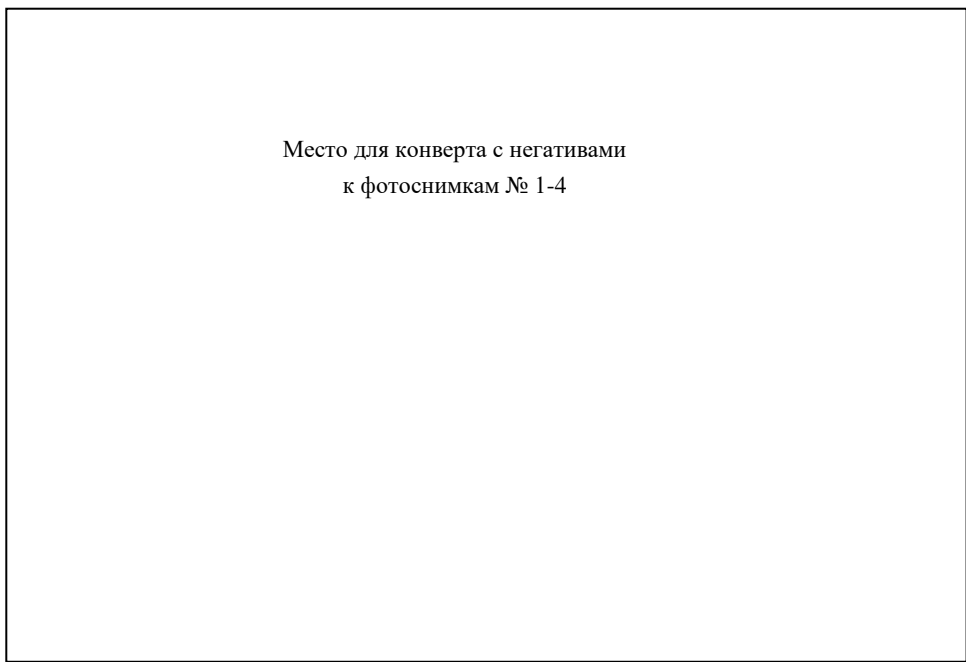 Место для конверта с негативами
к фотоснимкам № 1-4